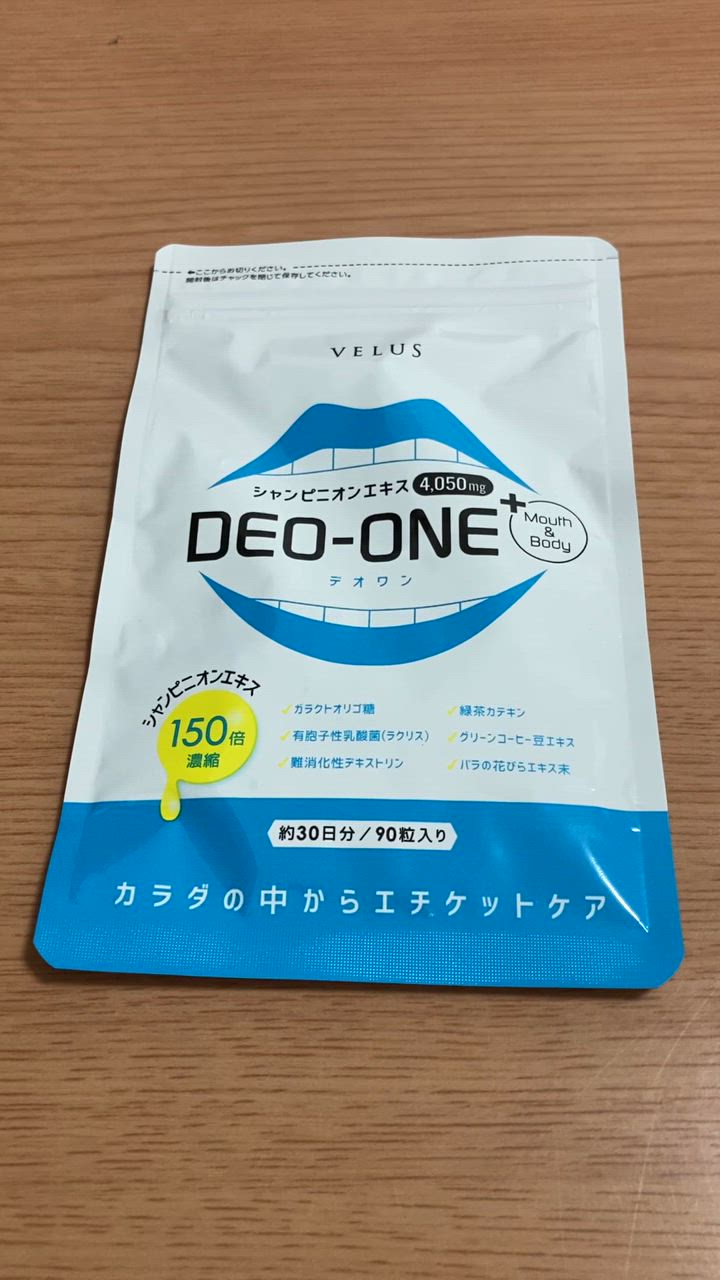 ここからお切りください。
開封後はチャックを閉じて保存してください。
VELUS
シャンピニオンエキス 4,050mg
DEO-ONE+
Mouth
&
Body
デオワン
シャンピニオンエキス
150倍
濃縮
ガラクトオリゴ糖
有胞子性乳酸菌(ラクリス)
難消化性デキストリン
緑茶カテキン
グリーンコーヒー豆エキス
バラの花びらエキス末
約30日分/90粒入り
カラダの中からエチケットケア